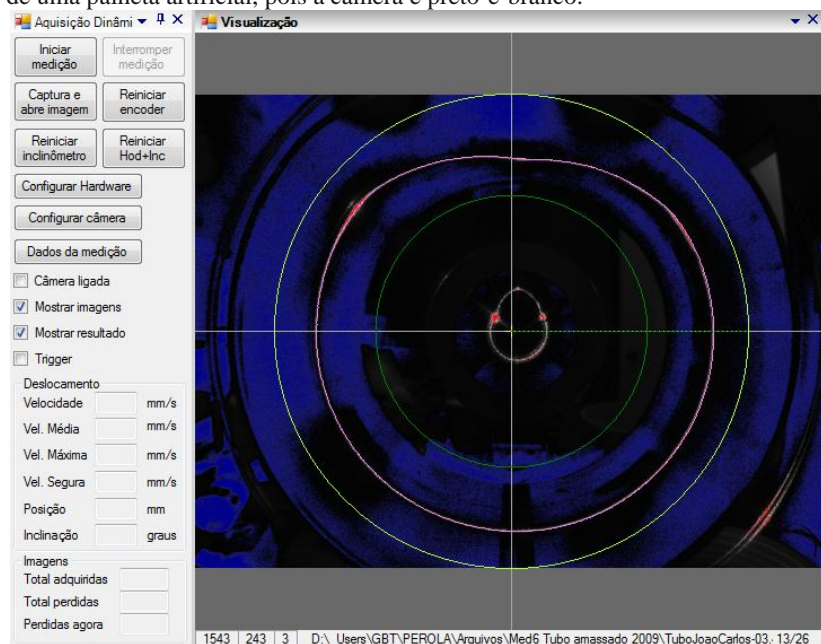 de uma palheta artificial, pois a câmera é preto-e-branco.
Aquisição Dinâmi
Visualização
Iniciar medição
Interromper medição
Captura e abre imagem
Reiniciar encoder
Reiniciar inclinômetro
Reiniciar Hod+Inc
Configurar Hardware
Configurar câmera
Dados da medição
Câmera ligada
Mostrar imagens
Mostrar resultado
Trigger
Deslocamento
Velocidade mm/s
Vel. Média mm/s
Vel. Máxima mm/s
Vel. Segura mm/s
Posição mm
Inclinação graus
Imagens
Total adquiridas
Total perdidas
Perdidas agora
1543 243 3 D:\_Users\GBT\PEROLA\Arquivos\Med6 Tubo amassado 2009\TuboJoaoCarlos-03. 13/26